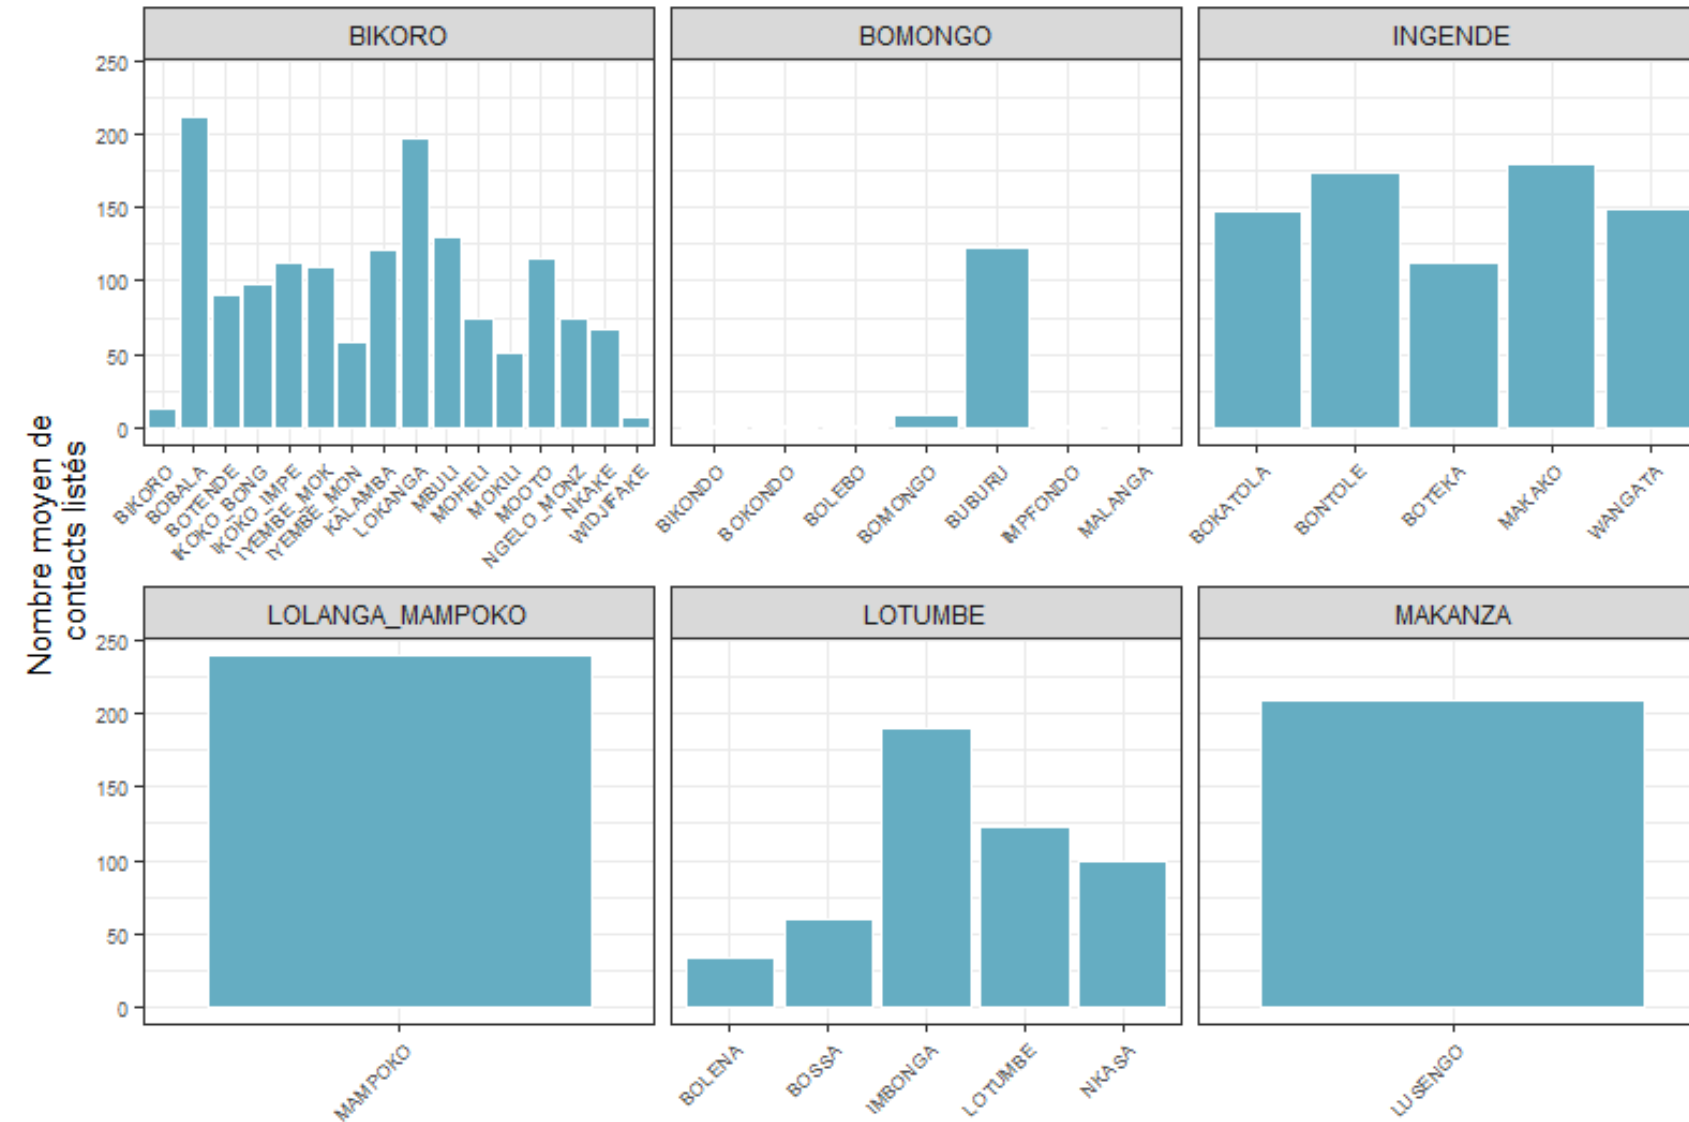 BIKORO
BOMONGO
INGENDE
250
200
150
100
50
0
BIKORO
BOBALA
BOTENDE
IKOKO_BONG
IKOKO_IMPE
IYEMBE_MOK
IYEMBE_MON
KALAMBA
LOKANGA
MBULI
MOHELI
MOKILI
MOOTO
NGELO_MONZ
NKAKE
WIDJIFAKE
BIKONDO
BOKONDO
BOLEBO
BOMONGO
BUBURU
IMPFONDO
MALANGA
BOKATOLA
BONTOLE
BOTEKA
MAKAKO
WANGATA
Nombre moyen de
contacts listés
LOLANGA_MAMPOKO
LOTUMBE
MAKANZA
250
200
150
100
50
0
MAMPOKO
BOLENA
BOSSA
IMBONGA
LOTUMBE
NKASA
LUSENGO